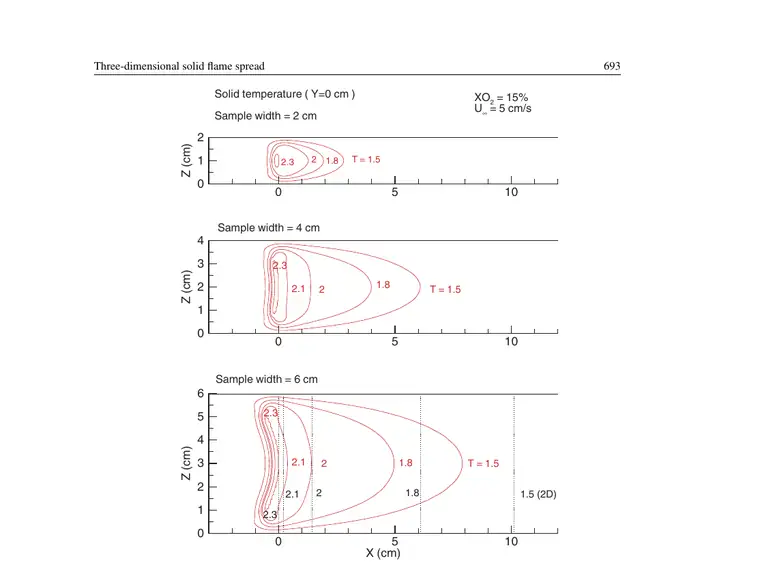 Three-dimensional solid flame spread 693
Solid temperature ( Y=0 cm )
XO2 = 15%
U∞ = 5 cm/s
Sample width = 2 cm
2
1
0
Z (cm)
2.3 2 1.8 T = 1.5
0 5 10
Sample width = 4 cm
4
3
2
1
0
Z (cm)
2.3
2.1 2 1.8 T = 1.5
0 5 10
Sample width = 6 cm
6
5
4
3
2
1
0
Z (cm)
2.3
2.1 2 1.8 T = 1.5
2.1 2 1.8 1.5 (2D)
2.3
0 5 10
X (cm)